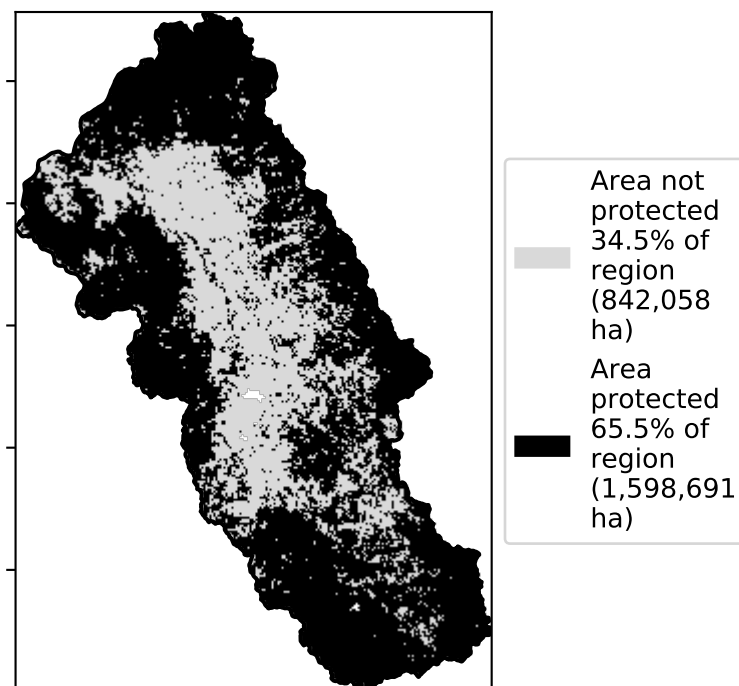 Area not
protected
34.5% of
region
(842,058
ha)
Area
protected
65.5% of
region
(1,598,691
ha)